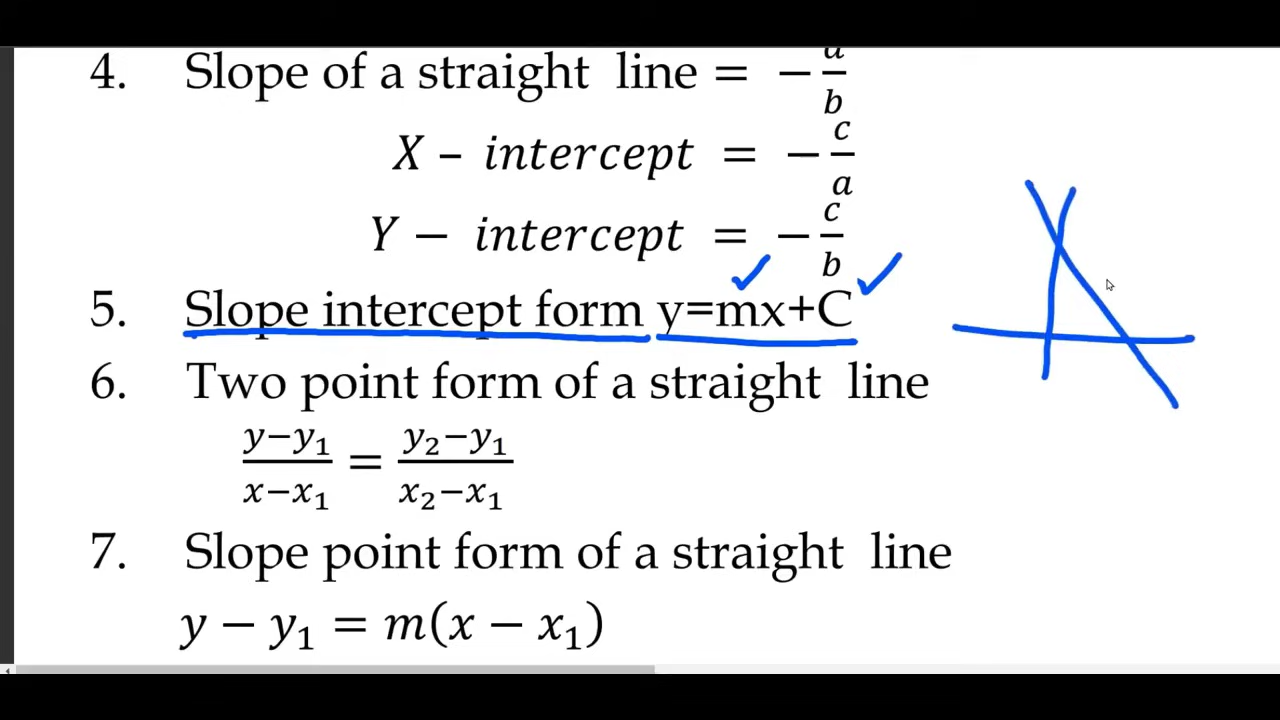 4. Slope of a straight line = −a/b
X – intercept = −c/a
Y − intercept = −c/b
5. Slope intercept form y=mx+C
6. Two point form of a straight line
y−y₁/x−x₁ = y₂−y₁/x₂−x₁
7. Slope point form of a straight line
y − y₁ = m(x − x₁)